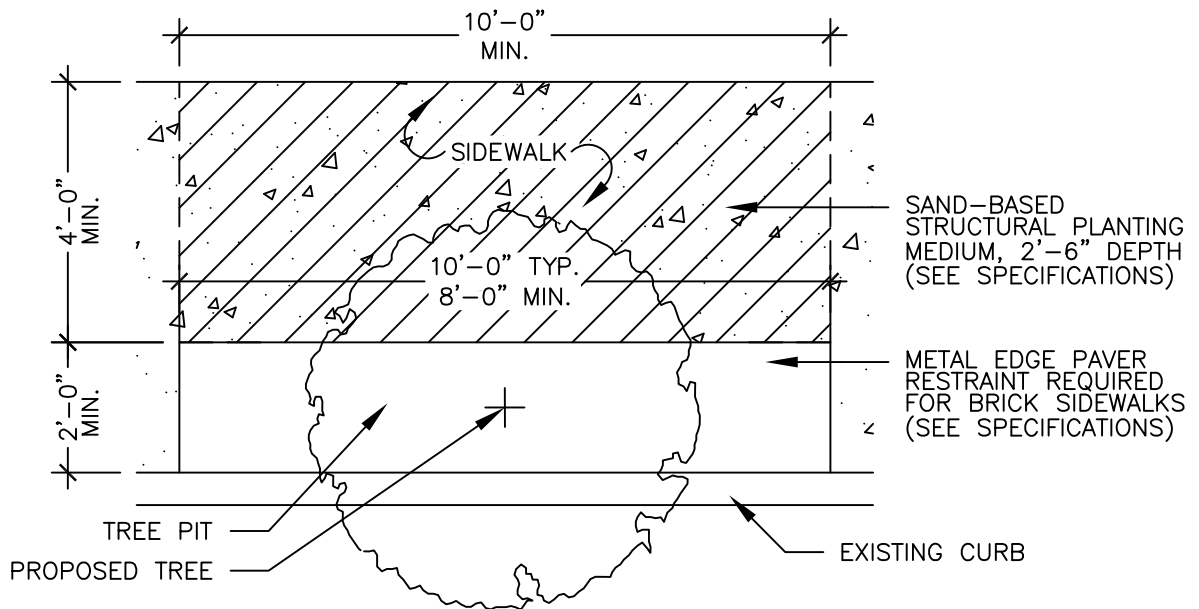 10’-0”
MIN.
4’-0”
MIN.
SIDEWALK
SAND-BASED
STRUCTURAL PLANTING
MEDIUM, 2’-6” DEPTH
(SEE SPECIFICATIONS)
10’-0” TYP.
8’-0” MIN.
2’-0”
MIN.
METAL EDGE PAVER
RESTRAINT REQUIRED
FOR BRICK SIDEWALKS
(SEE SPECIFICATIONS)
TREE PIT
PROPOSED TREE
EXISTING CURB